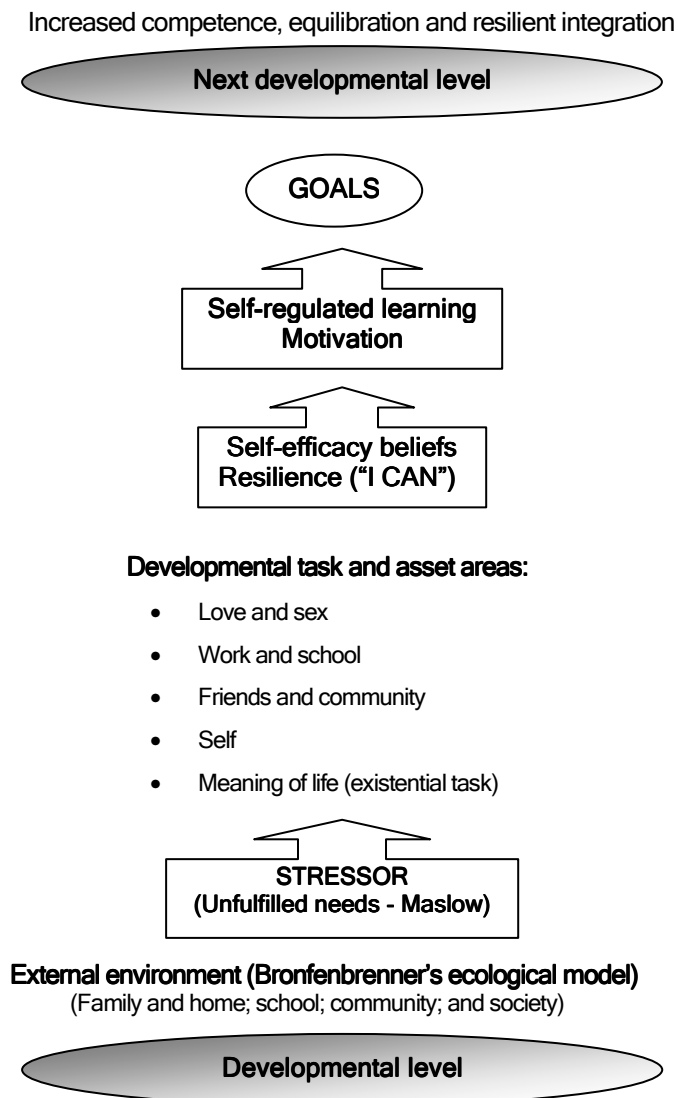 Increased competence, equilibration and resilient integration
Next developmental level
GOALS
Self-regulated learning
Motivation
Self-efficacy beliefs
Resilience (“I CAN”)
Developmental task and asset areas:
• Love and sex
• Work and school
• Friends and community
• Self
• Meaning of life (existential task)
STRESSOR
(Unfulfilled needs - Maslow)
External environment (Bronfenbrenner’s ecological model)
(Family and home; school; community; and society)
Developmental level